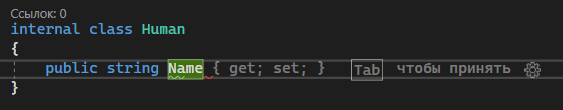 Ссылок: 0
internal class Human
{
public string Name { get; set; } Tab чтобы принять
}